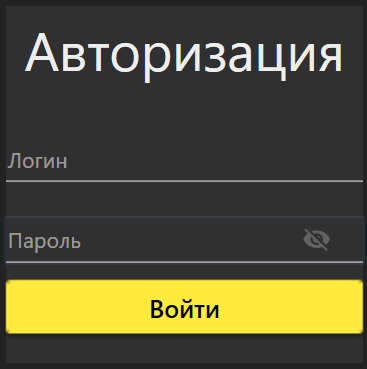 Авторизация
Логин
Пароль
Войти